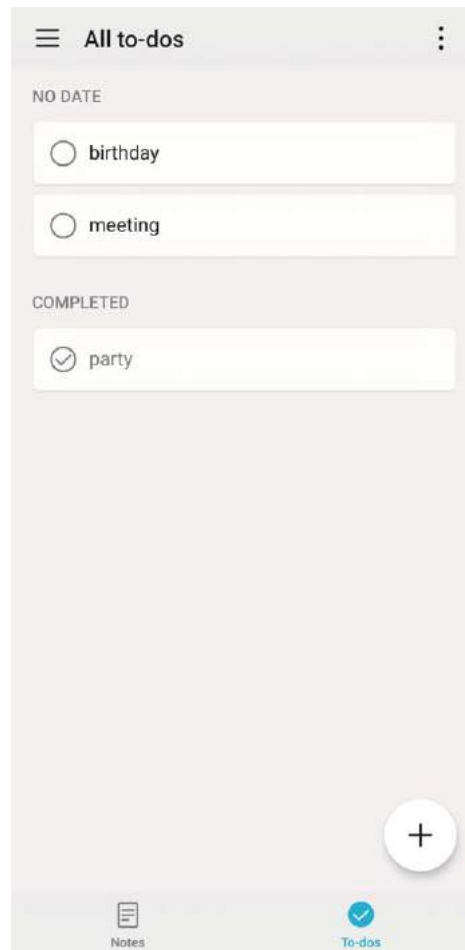 All to-dos
NO DATE
birthday
meeting
COMPLETED
party
Notes
To-dos